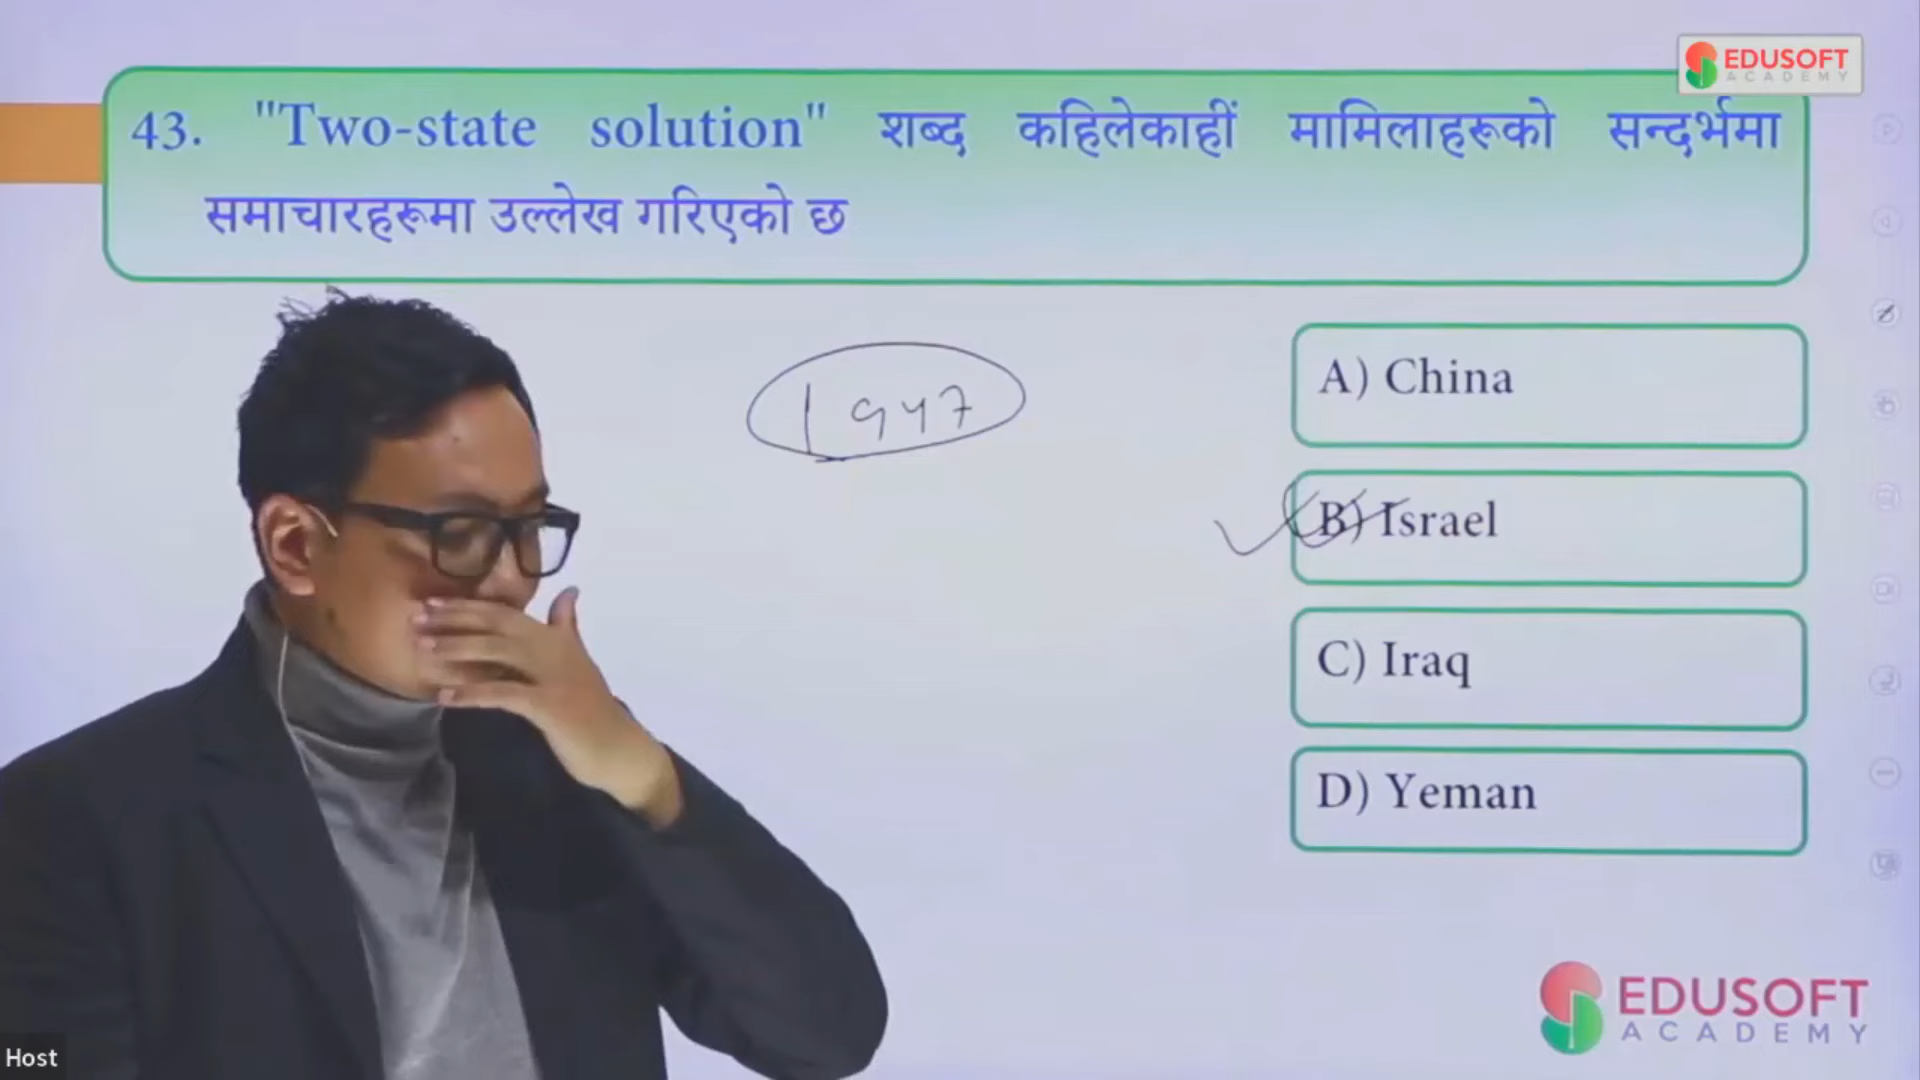 EDUSOFT
ACADEMY
43. "Two-state solution" शब्द कहिलेकाहीं मामिलाहरूको सन्दर्भमा
समाचारहरूमा उल्लेख गरिएको छ
1947
A) China
B) Israel
C) Iraq
D) Yeman
EDUSOFT
ACADEMY
Host